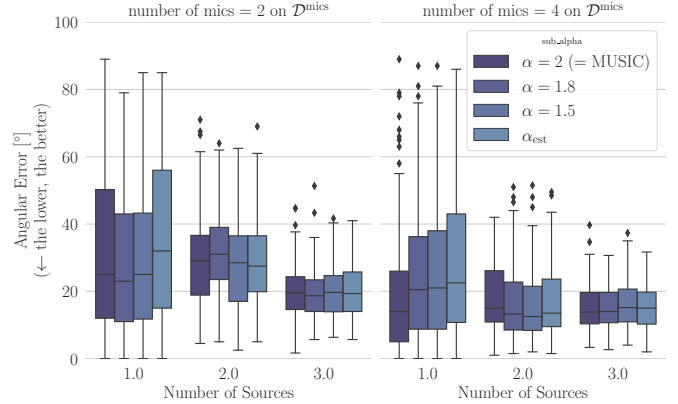 number of mics = 2 on 𝒟^mics
number of mics = 4 on 𝒟^mics
Angular Error [°]
(← the lower, the better)
100
80
60
40
20
0
sub_alpha
α = 2 (= MUSIC)
α = 1.8
α = 1.5
α_est
1.0 2.0 3.0
1.0 2.0 3.0
Number of Sources
Number of Sources